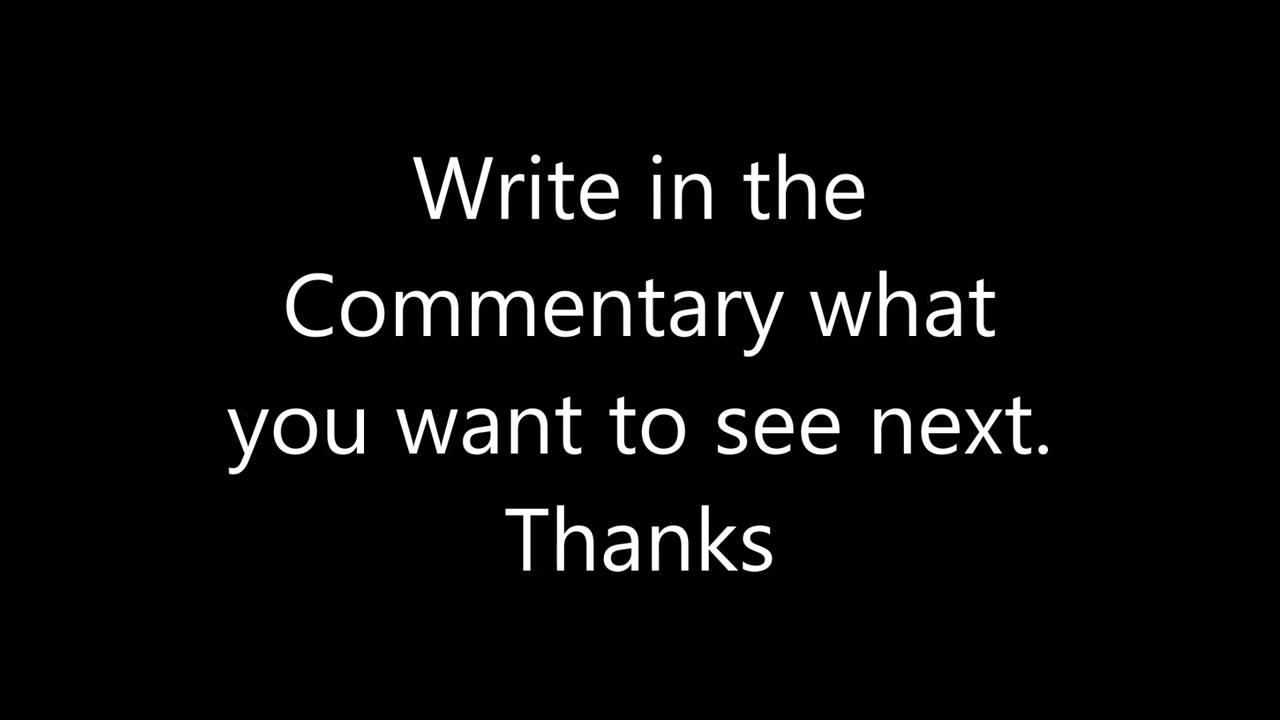 Write in the
Commentary what
you want to see next.
Thanks